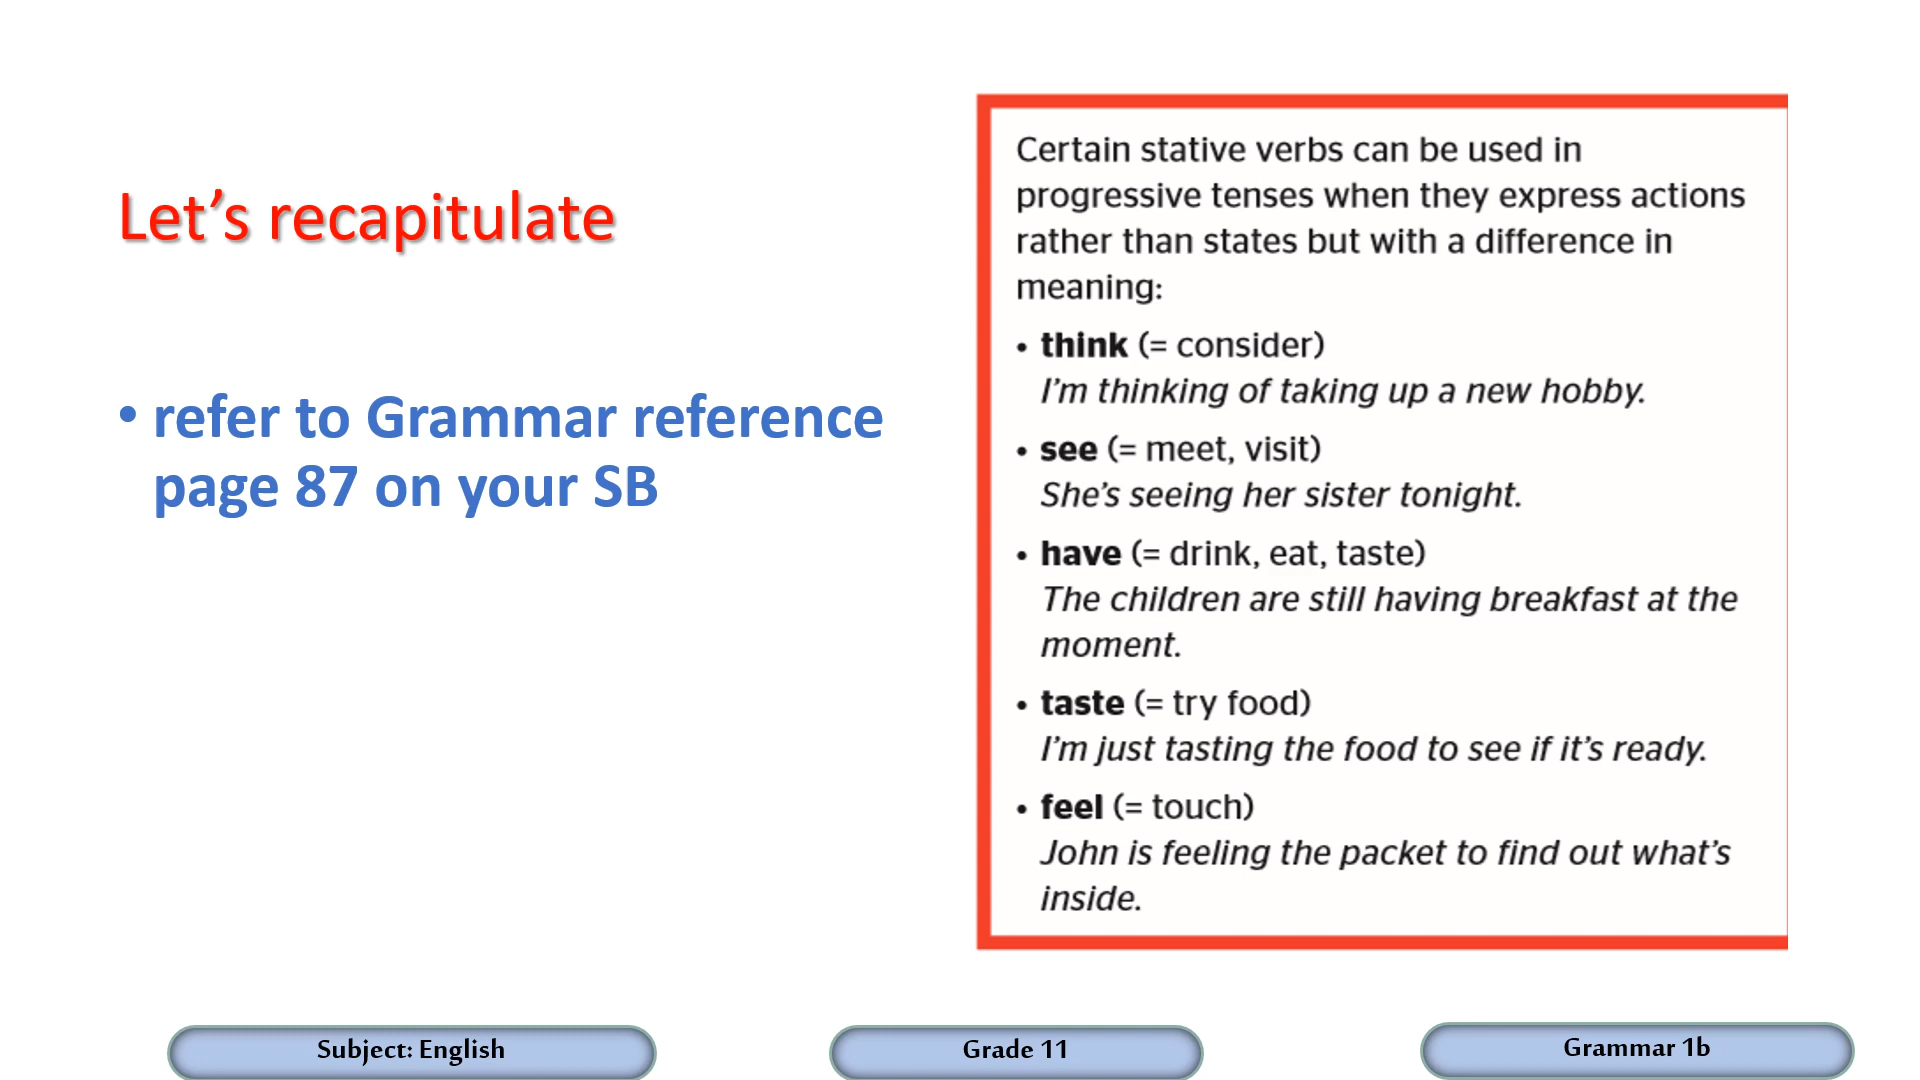 Let's recapitulate
• refer to Grammar reference
page 87 on your SB
Certain stative verbs can be used in
progressive tenses when they express actions
rather than states but with a difference in
meaning:
• think (= consider)
I'm thinking of taking up a new hobby.
• see (= meet, visit)
She's seeing her sister tonight.
• have (= drink, eat, taste)
The children are still having breakfast at the
moment.
• taste (= try food)
I'm just tasting the food to see if it's ready.
• feel (= touch)
John is feeling the packet to find out what's
inside.
Subject: English
Grade 11
Grammar 1b